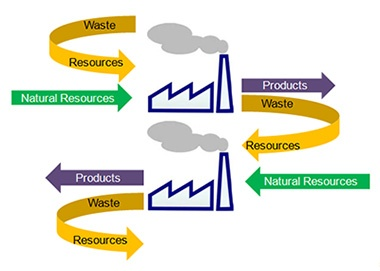 Waste
Resources
Natural Resources
Products
Waste
Resources
Products
Natural Resources
Waste
Resources